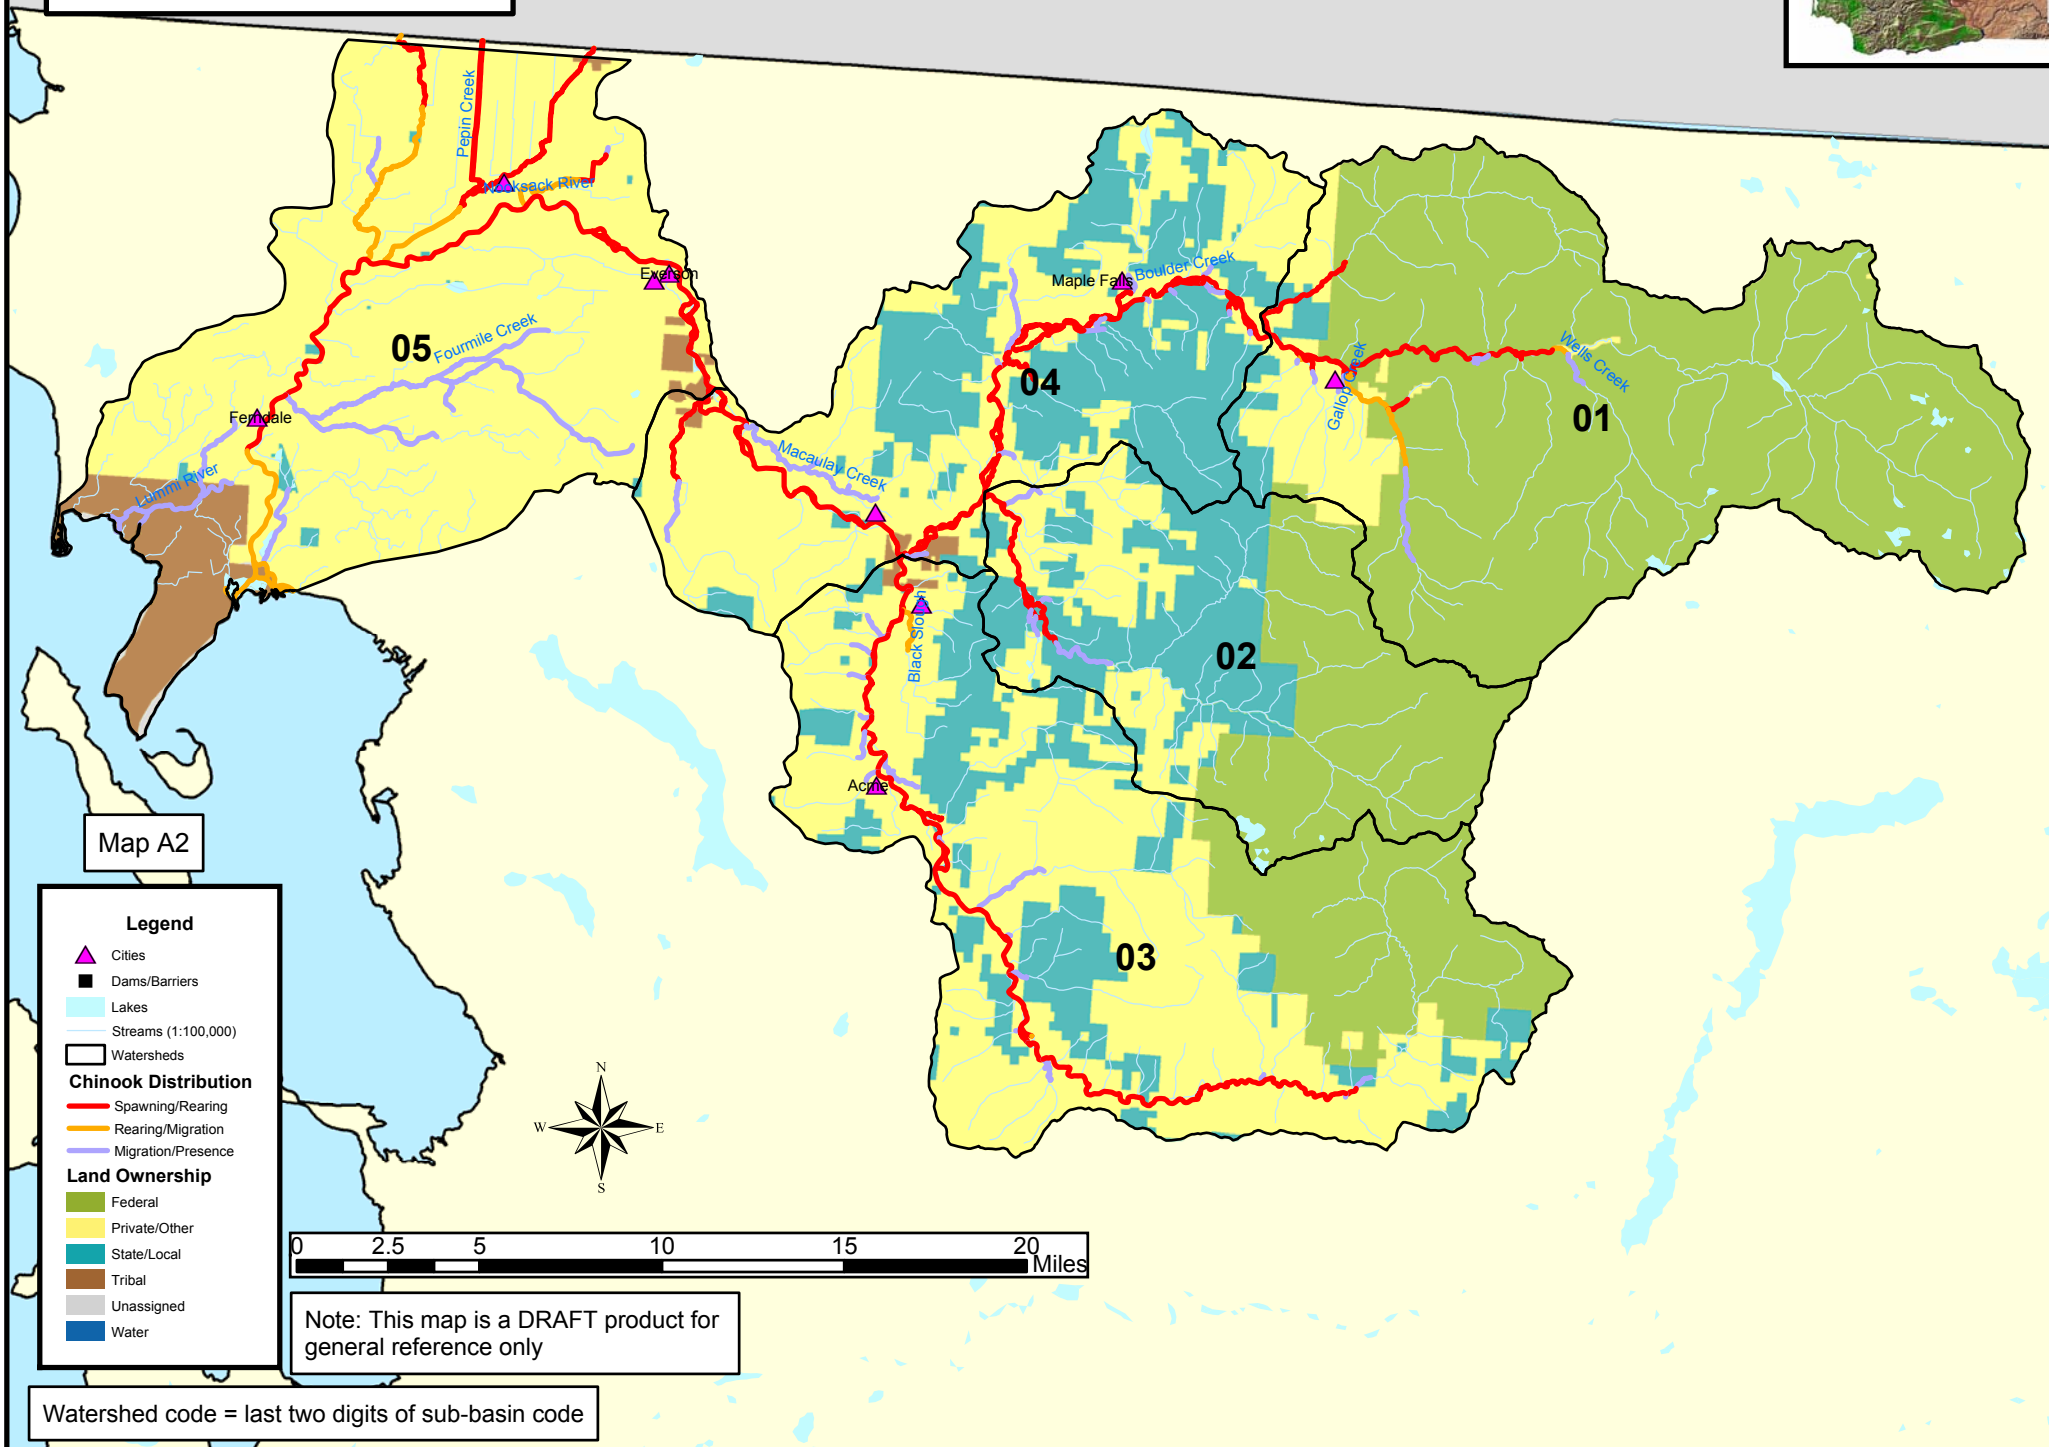 Pepin Creek
Nooksack River
Everson
Maple Falls
Boulder Creek
05
Fourmile Creek
04
Wells Creek
Gallop Creek
01
Ferndale
Macaulay Creek
Lummi River
Black Slough
02
Acme
Map A2
03
Legend
Cities
Dams/Barriers
Lakes
Streams (1:100,000)
Watersheds
Chinook Distribution
Spawning/Rearing
Rearing/Migration
Migration/Presence
Land Ownership
Federal
Private/Other
State/Local
Tribal
Unassigned
Water
N
W E
S
0 2.5 5 10 15 20
Miles
Note: This map is a DRAFT product for
general reference only
Watershed code = last two digits of sub-basin code